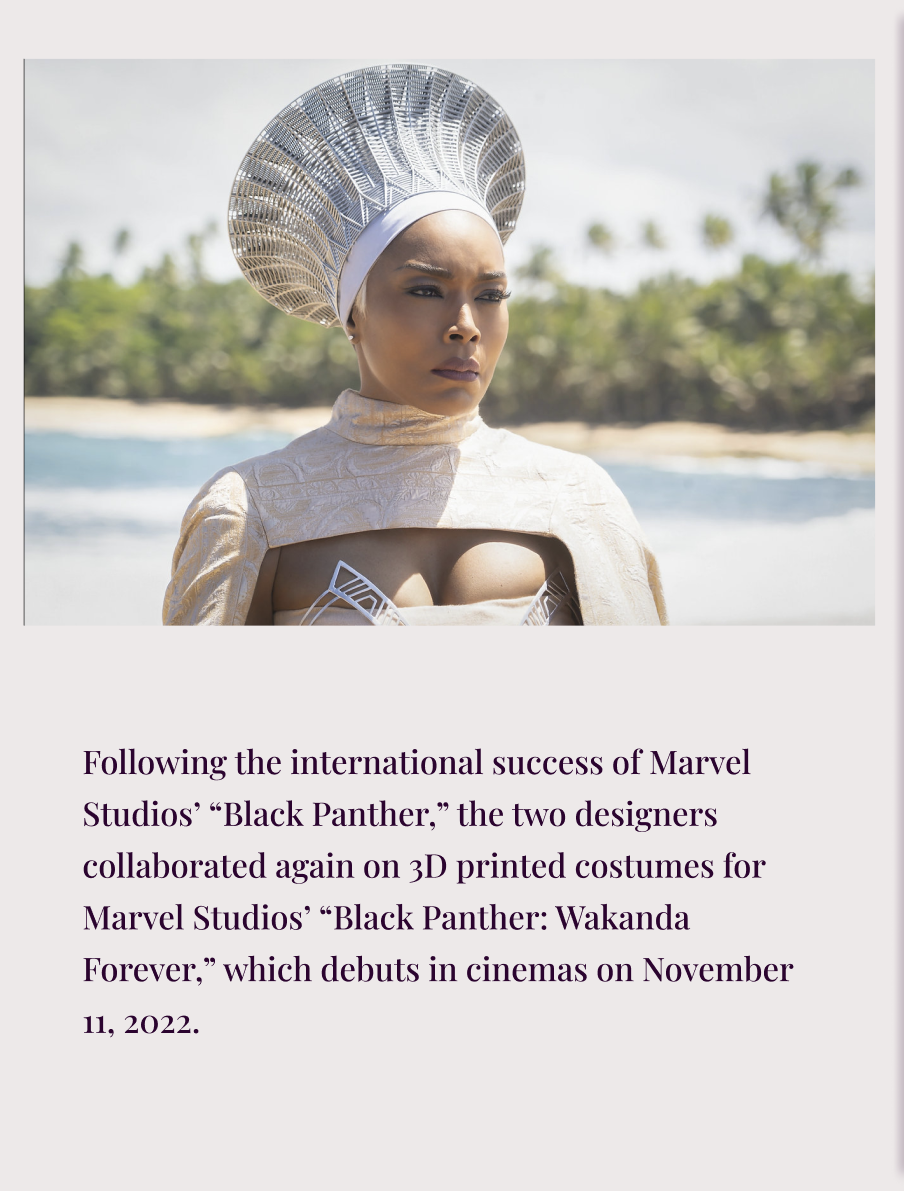 Following the international success of Marvel
Studios’ “Black Panther,” the two designers
collaborated again on 3D printed costumes for
Marvel Studios’ “Black Panther: Wakanda
Forever,” which debuts in cinemas on November
11, 2022.